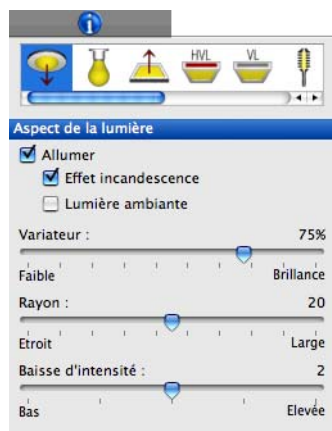 HVL VL
Aspect de la lumière
Allumer
Effet incandescence
Lumière ambiante
Variateur : 75%
Faible Brillance
Rayon : 20
Etroit Large
Baisse d'intensité : 2
Bas Elevée